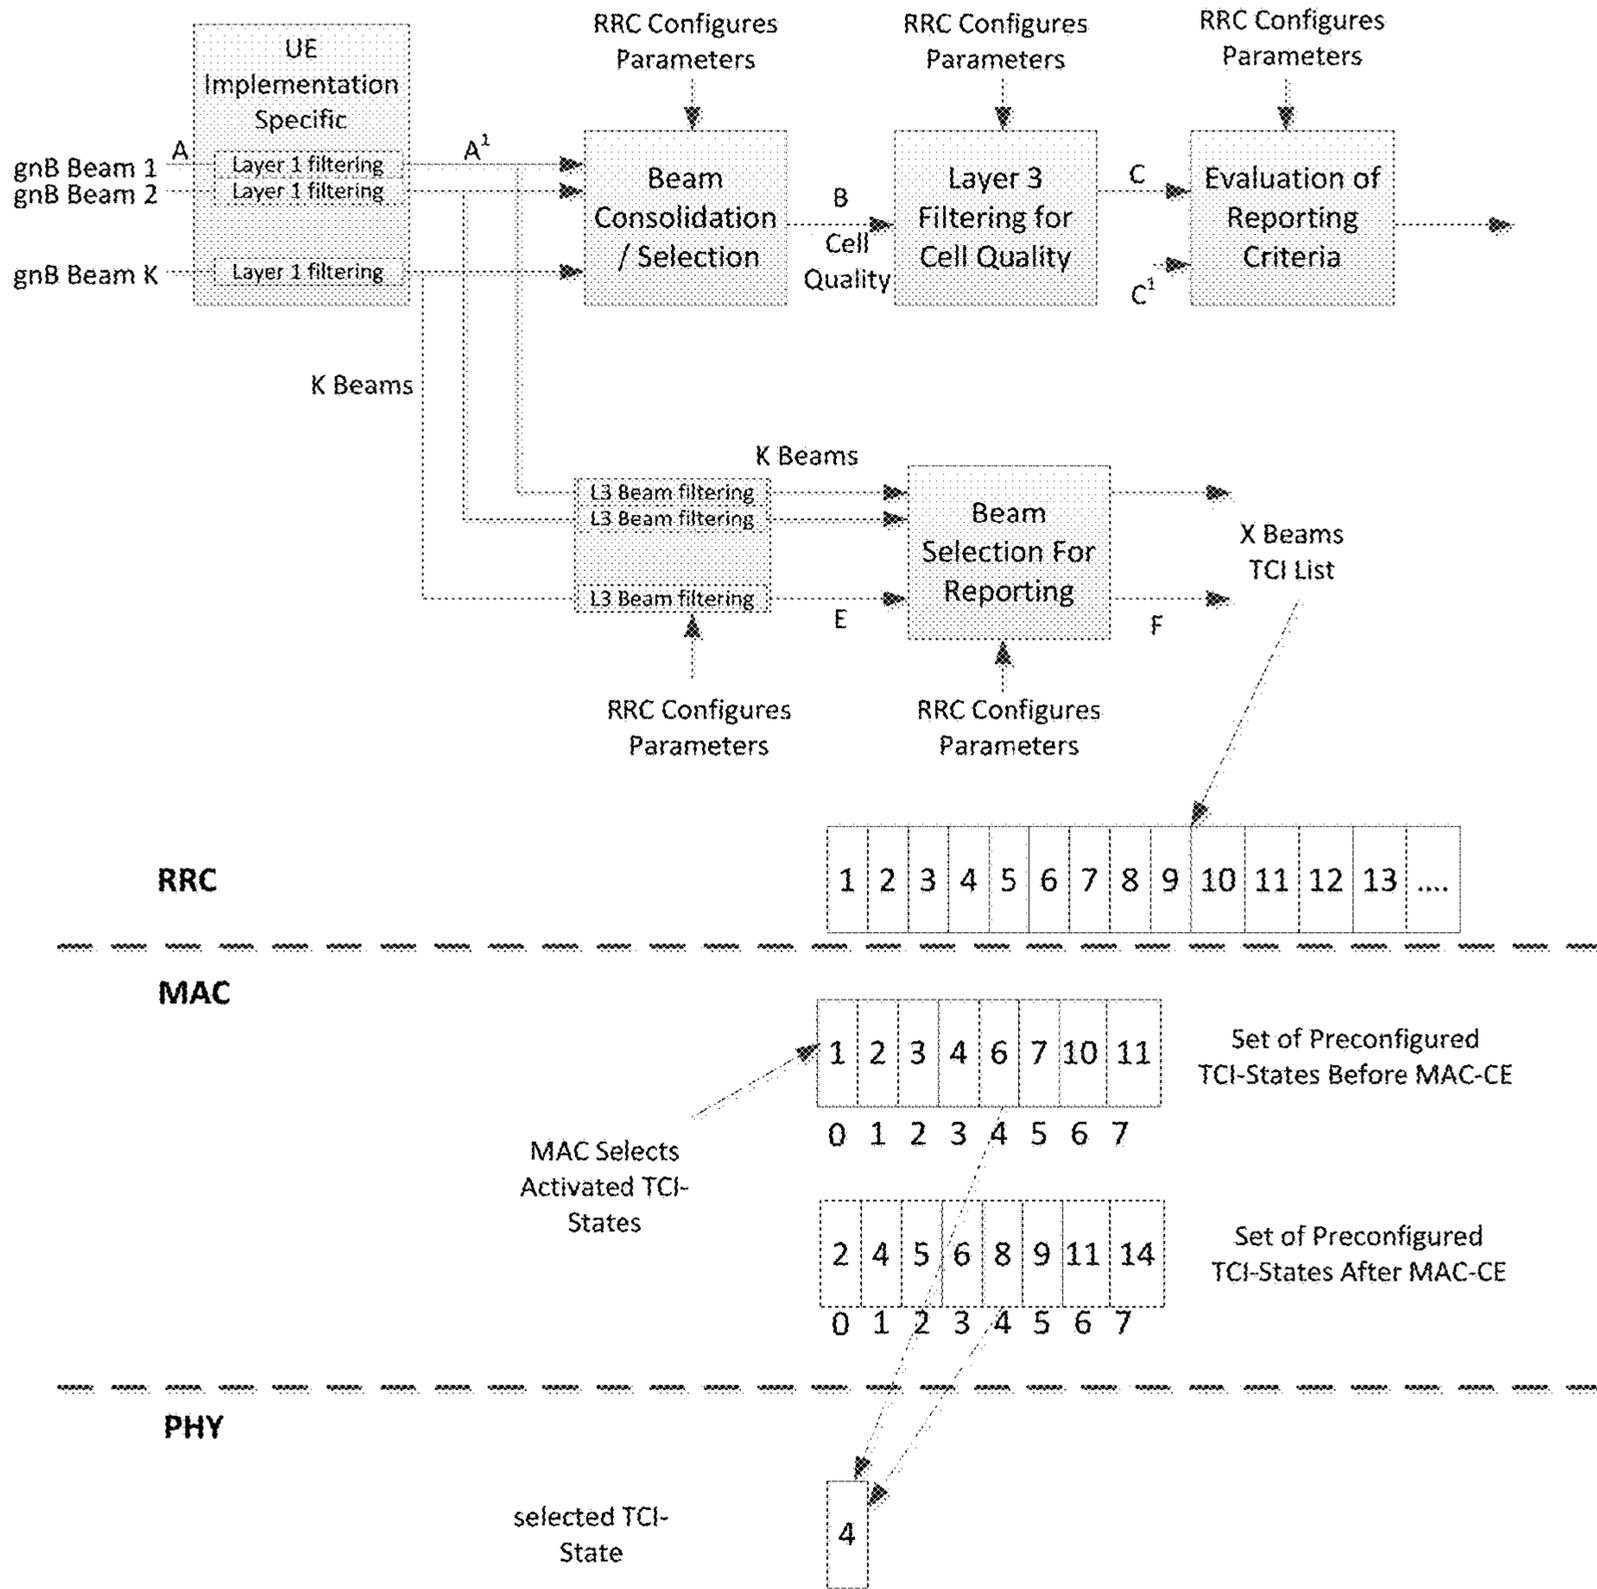 UE
Implementation
Specific
RRC Configures
Parameters
RRC Configures
Parameters
RRC Configures
Parameters
gnB Beam 1
A
Layer 1 filtering
A¹
gnB Beam 2
Layer 1 filtering
gnB Beam K
Layer 1 filtering
Beam
Consolidation
/ Selection
B
Cell
Quality
Layer 3
Filtering for
Cell Quality
C
C¹
Evaluation of
Reporting
Criteria
K Beams
K Beams
L3 Beam filtering
L3 Beam filtering
L3 Beam filtering
E
Beam
Selection For
Reporting
F
X Beams
TCI List
RRC Configures
Parameters
RRC Configures
Parameters
RRC
1 2 3 4 5 6 7 8 9 10 11 12 13 ....
MAC
1 2 3 4 6 7 10 11
0 1 2 3 4 5 6 7
Set of Preconfigured
TCI-States Before MAC-CE
MAC Selects
Activated TCI-
States
2 4 5 6 8 9 11 14
0 1 2 3 4 5 6 7
Set of Preconfigured
TCI-States After MAC-CE
PHY
selected TCI-
State
4